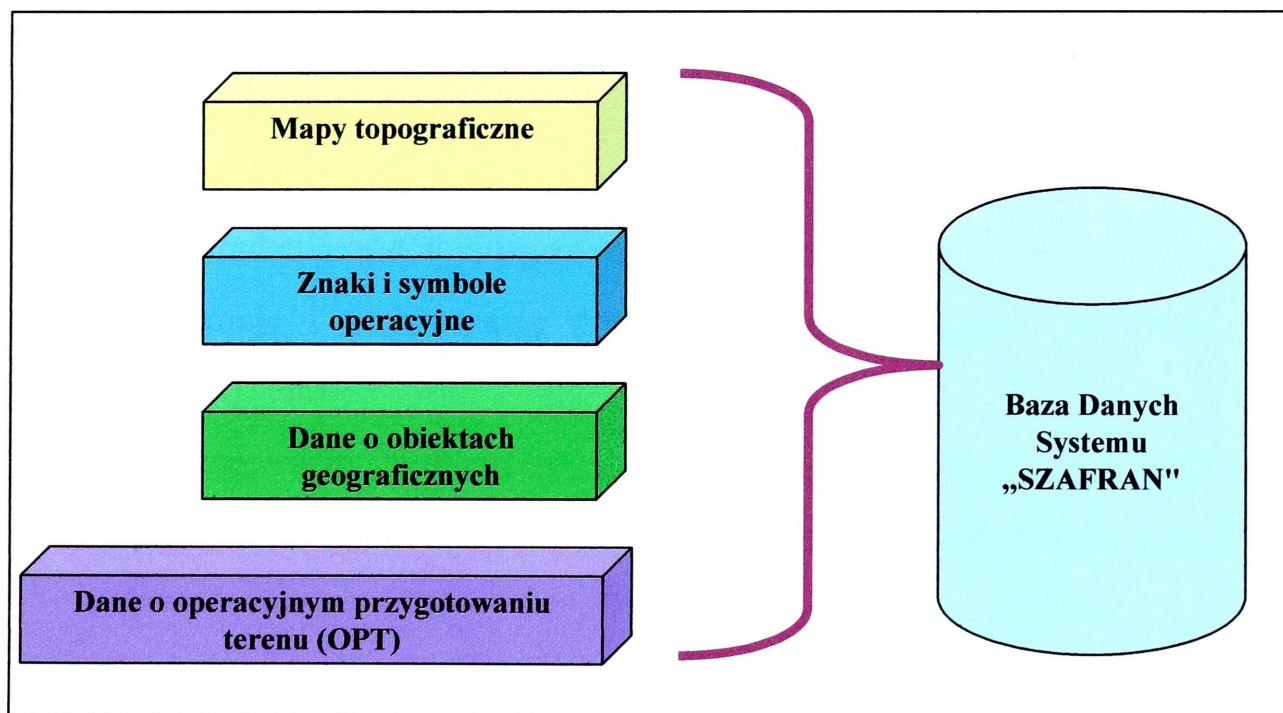 Mapy topograficzne
Znaki i symbole
operacyjne
Dane o obiektach
geograficznych
Dane o operacyjnym przygotowaniu
terenu (OPT)
Baza Danych
Systemu
„SZAFRAN"